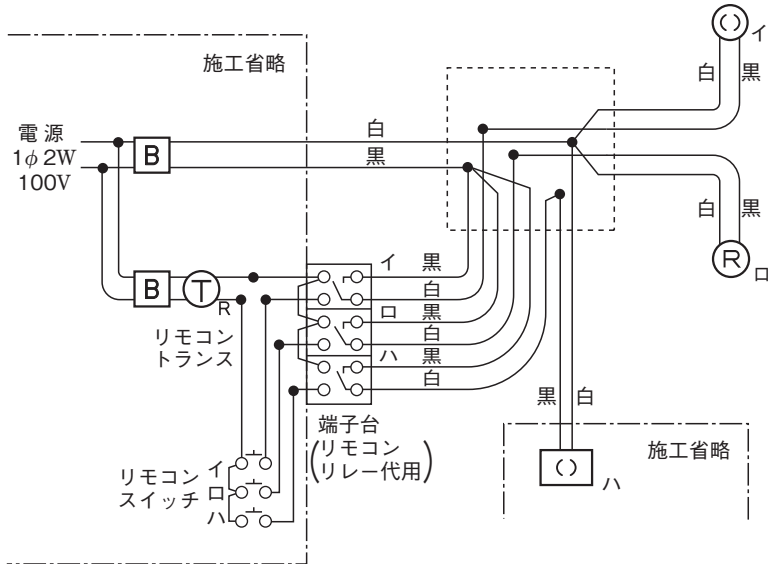 施工省略
電 源
1φ 2W
100V
B
白
黒
白
黒
イ
白
黒
R
ロ
B
T
R
リモコン
トランス
イ
黒
白
ロ
黒
白
ハ
黒
白
端子台
(リモコン
リレー代用)
リモコン
スイッチ
イ
ロ
ハ
黒
白
施工省略
ハ